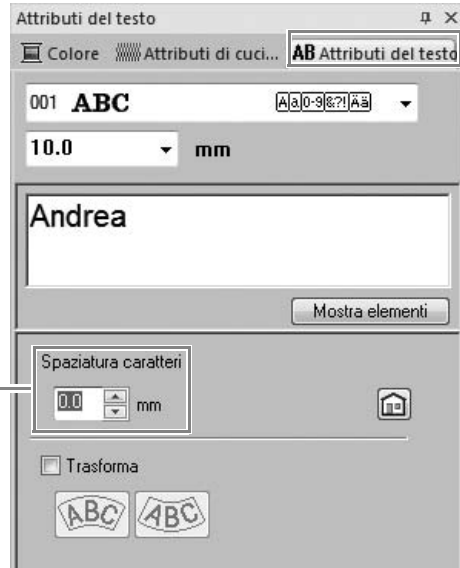 Attributi del testo
Colore Attributi di cuci... AB Attributi del testo
001 ABC Aa 0-9 &?! Ää
10.0 mm
Andrea
Mostra elementi
Spaziatura caratteri
0.0 mm
Trasforma
ABC ABC